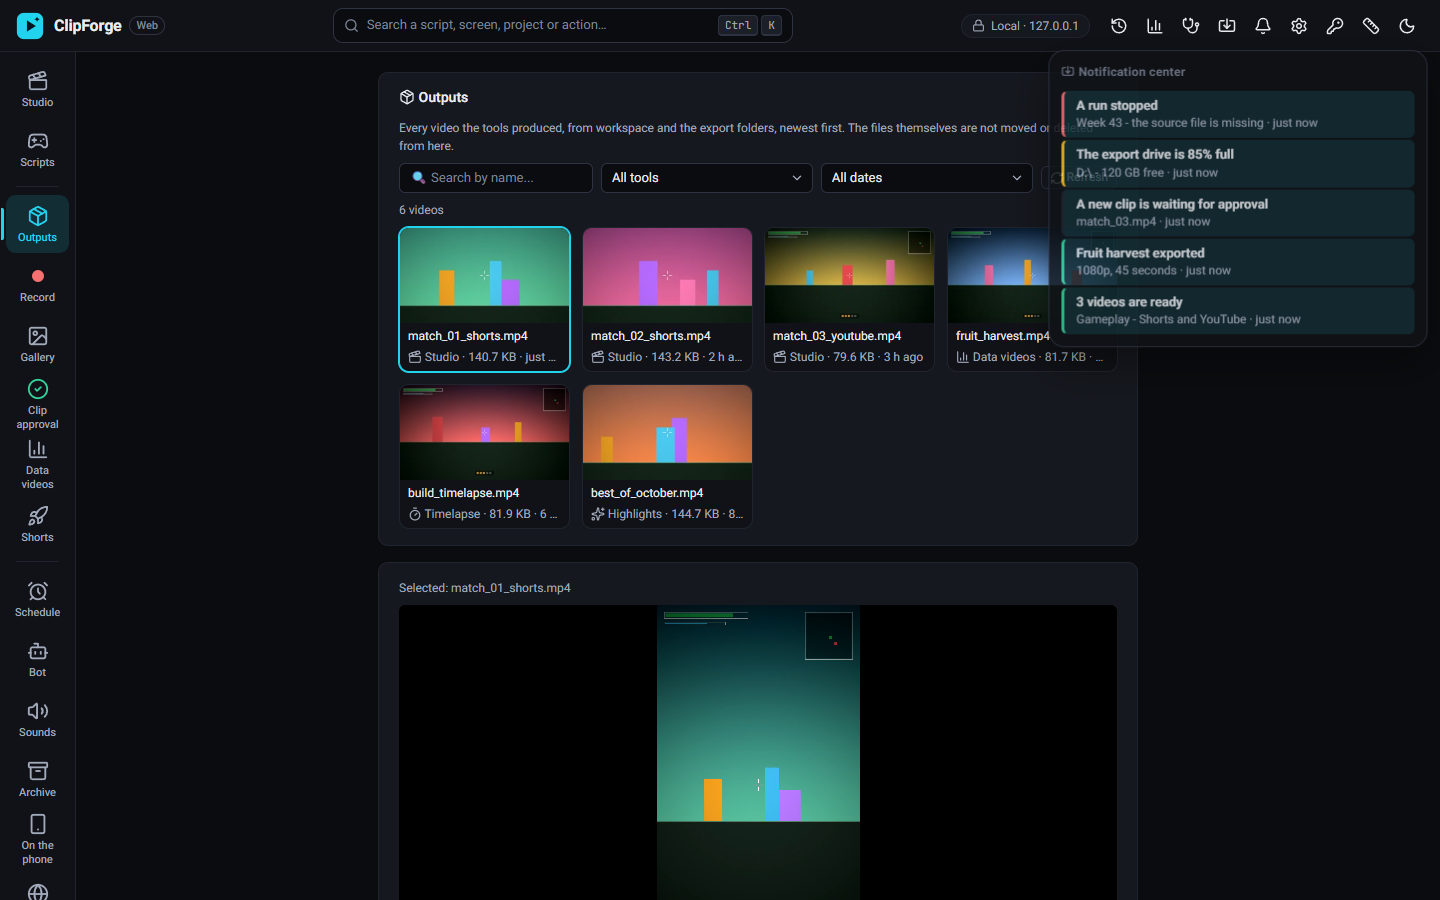 ClipForge Web
Search a script, screen, project or action...
Ctrl K
Local · 127.0.0.1
Studio
Scripts
Outputs
Record
Gallery
Clip
approval
Data
videos
Shorts
Schedule
Bot
Sounds
Archive
On the
phone
Outputs
Every video the tools produced, from workspace and the export folders, newest first. The files themselves are not moved or deleted
from here.
Search by name...
All tools
All dates
Refresh
6 videos
match_01_shorts.mp4
Studio · 140.7 KB · just ...
match_02_shorts.mp4
Studio · 143.2 KB · 2 h a...
match_03_youtube.mp4
Studio · 79.6 KB · 3 h ago
fruit_harvest.mp4
Data videos · 81.7 KB · ...
build_timelapse.mp4
Timelapse · 81.9 KB · 6 ...
best_of_october.mp4
Highlights · 144.7 KB · 8...
Selected: match_01_shorts.mp4
Notification center
A run stopped
Week 43 - the source file is missing · just now
The export drive is 85% full
D:\ - 120 GB free · just now
A new clip is waiting for approval
match_03.mp4 · just now
Fruit harvest exported
1080p, 45 seconds · just now
3 videos are ready
Gameplay - Shorts and YouTube · just now